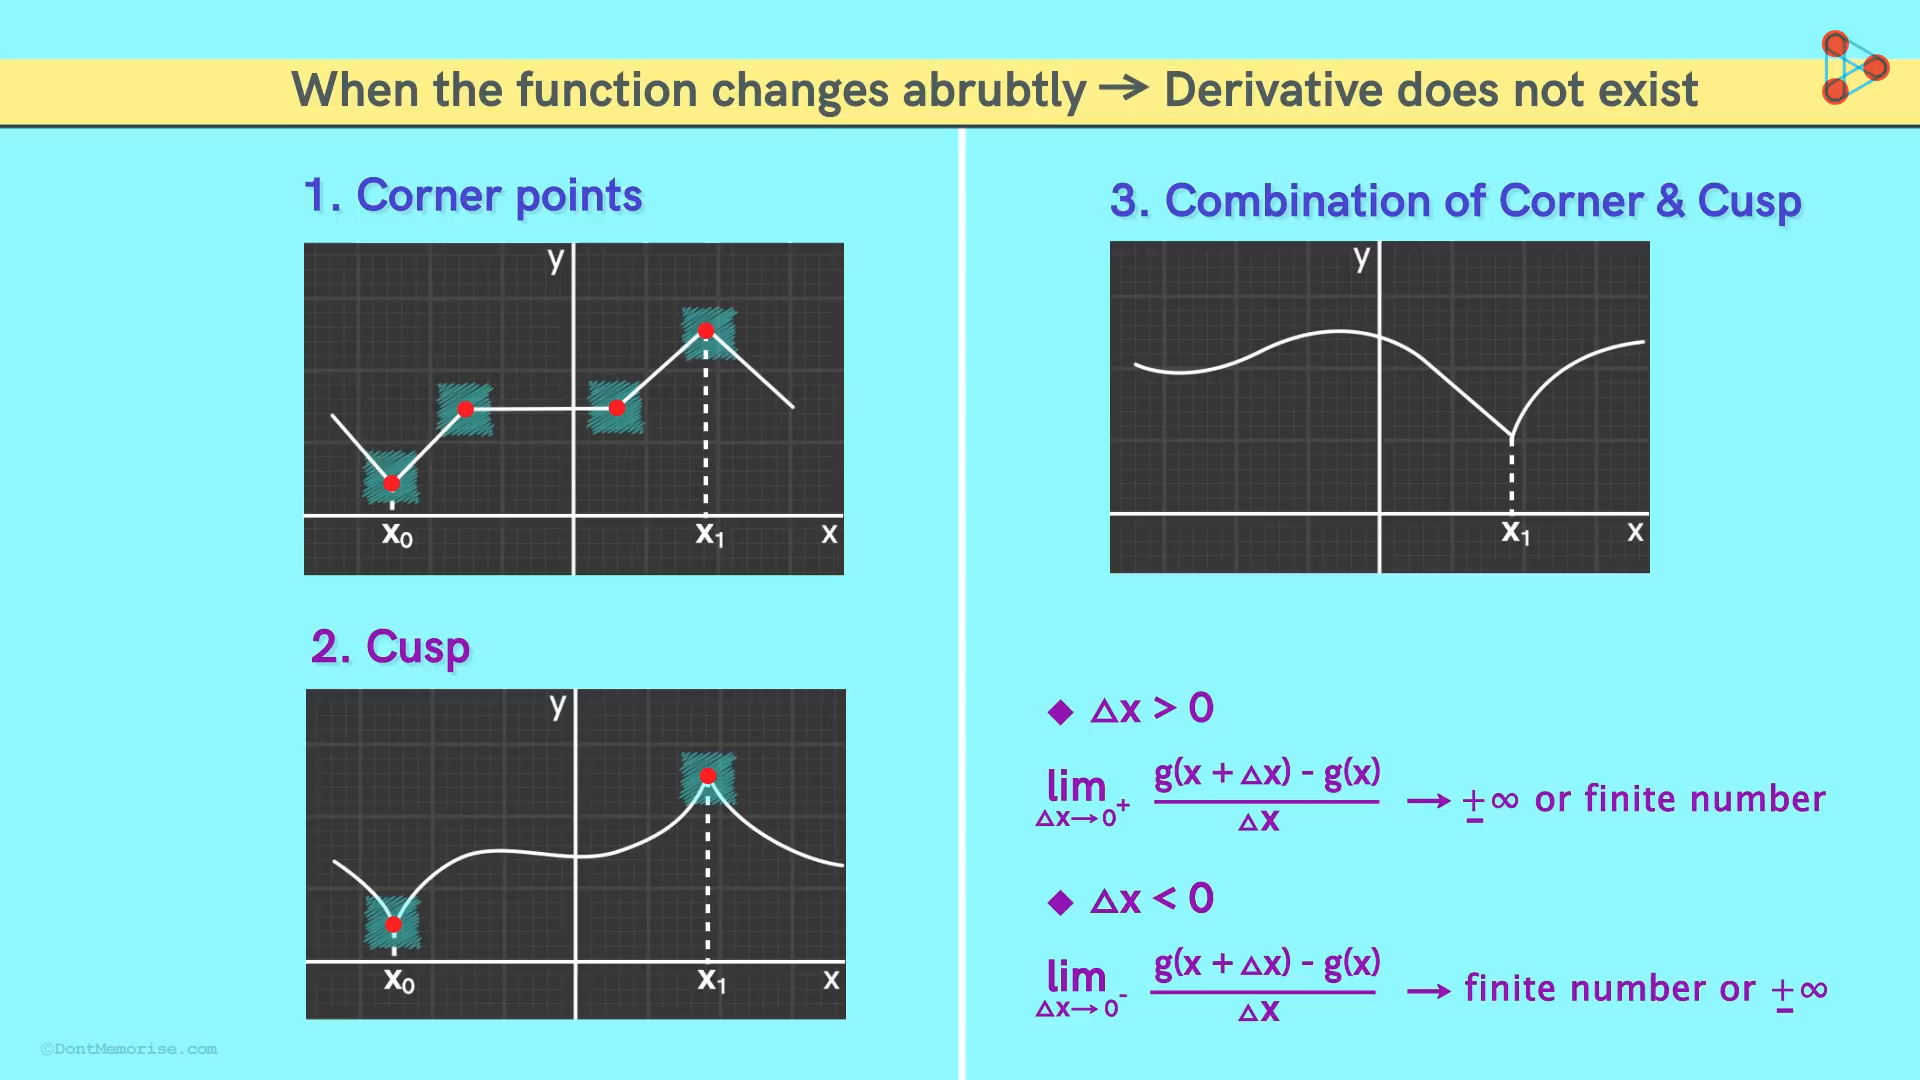 When the function changes abrubtly → Derivative does not exist
1. Corner points
y
x₀
x₁
x
2. Cusp
y
x₀
x₁
x
3. Combination of Corner & Cusp
y
x₁
x
◆ △x > 0
lim △x→0⁺ g(x + △x) - g(x) / △x → ±∞ or finite number
◆ △x < 0
lim △x→0⁻ g(x + △x) - g(x) / △x → finite number or ±∞
©DontMemorise.com